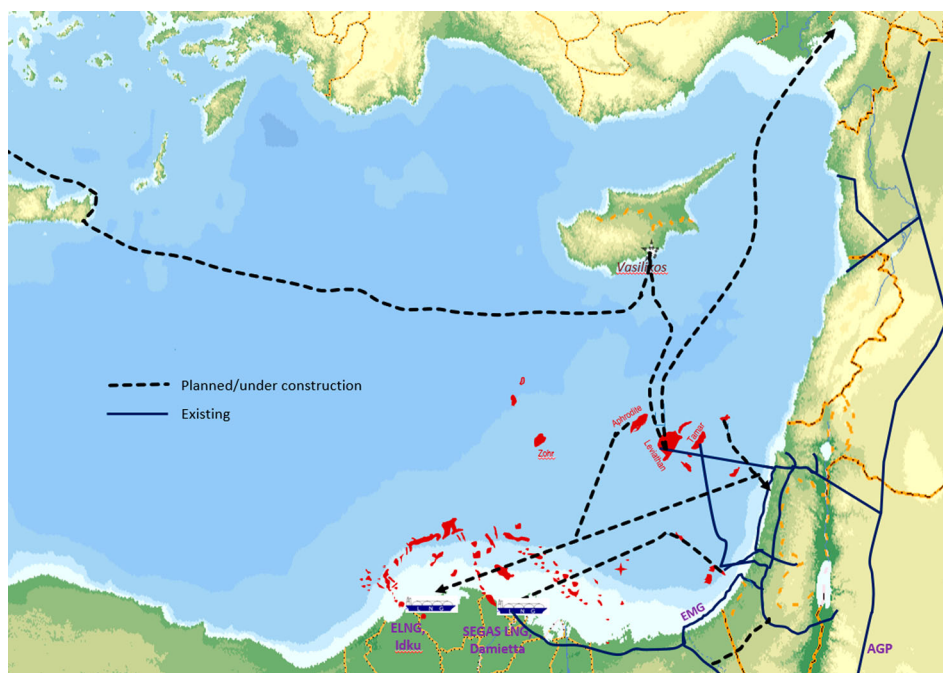 Vasilikos
Planned/under construction
Existing
Aphrodite
Zohr
Leviathan
Tamar
LNG
LNG
ELNG,
Idku
SEGAS LNG,
Damietta
EMG
AGP